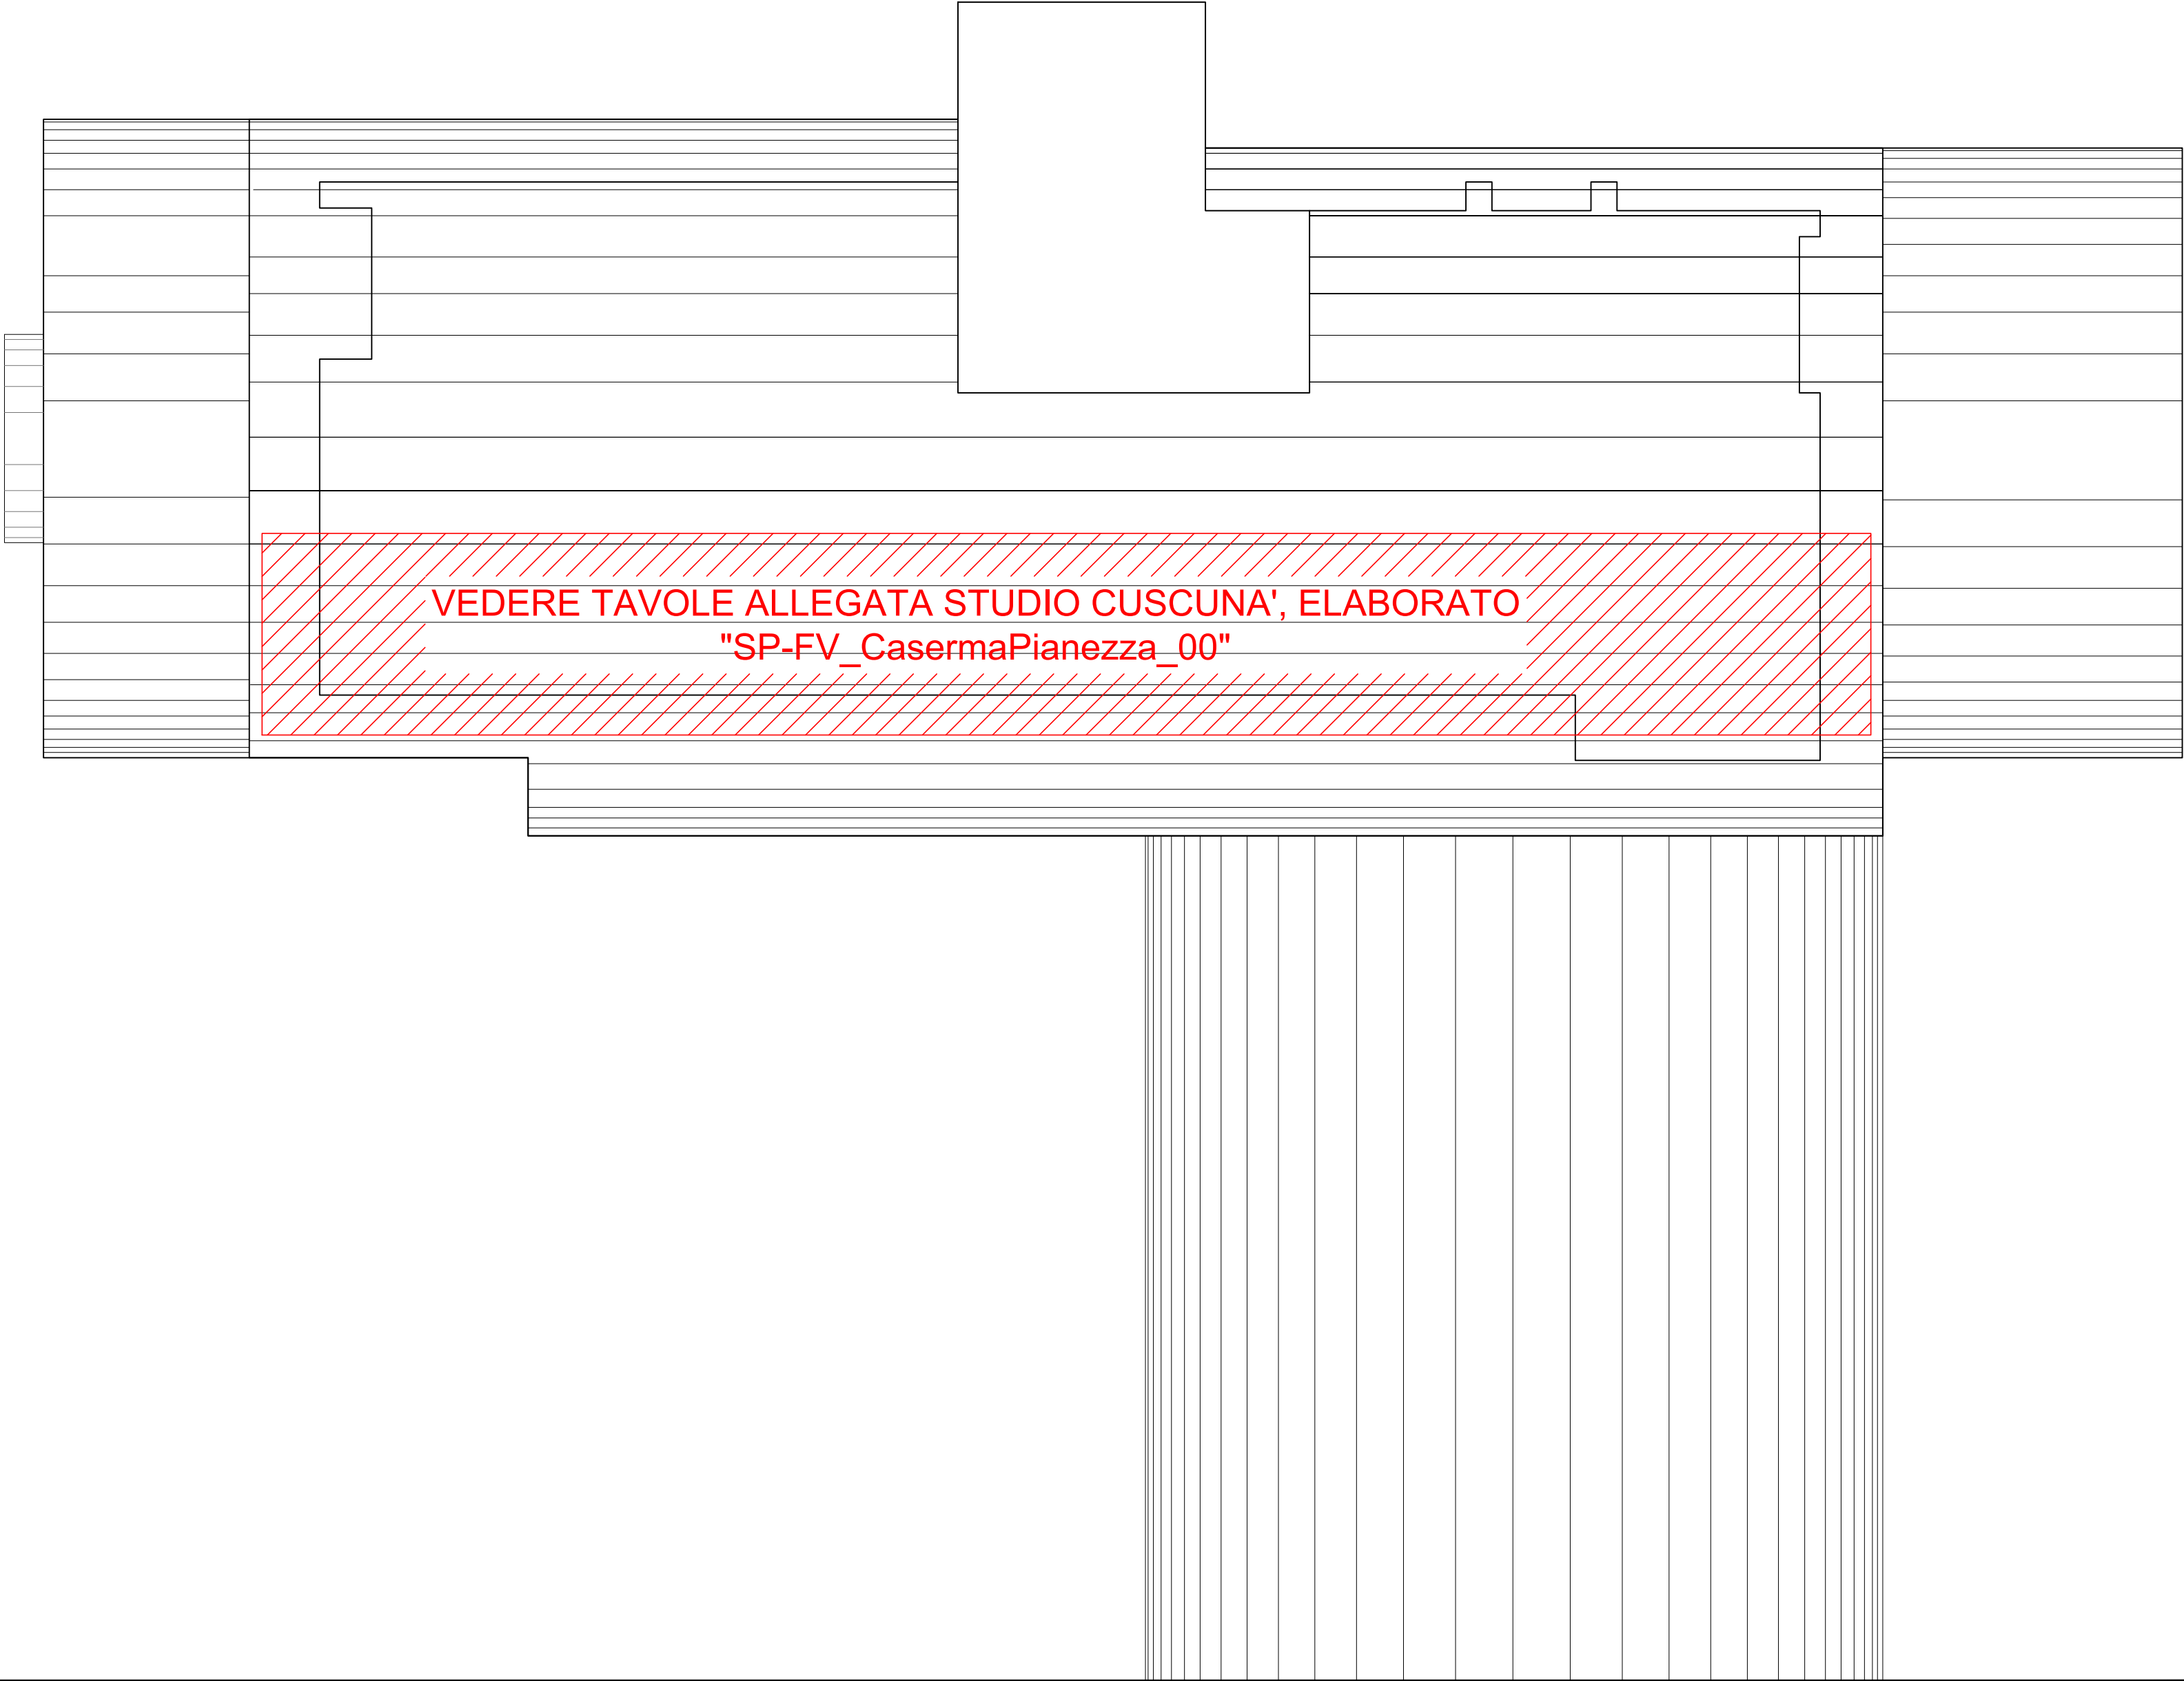 VEDERE TAVOLE ALLEGATA STUDIO CUSCUNA', ELABORATO
"SP-FV_CasermaPianezza_00"